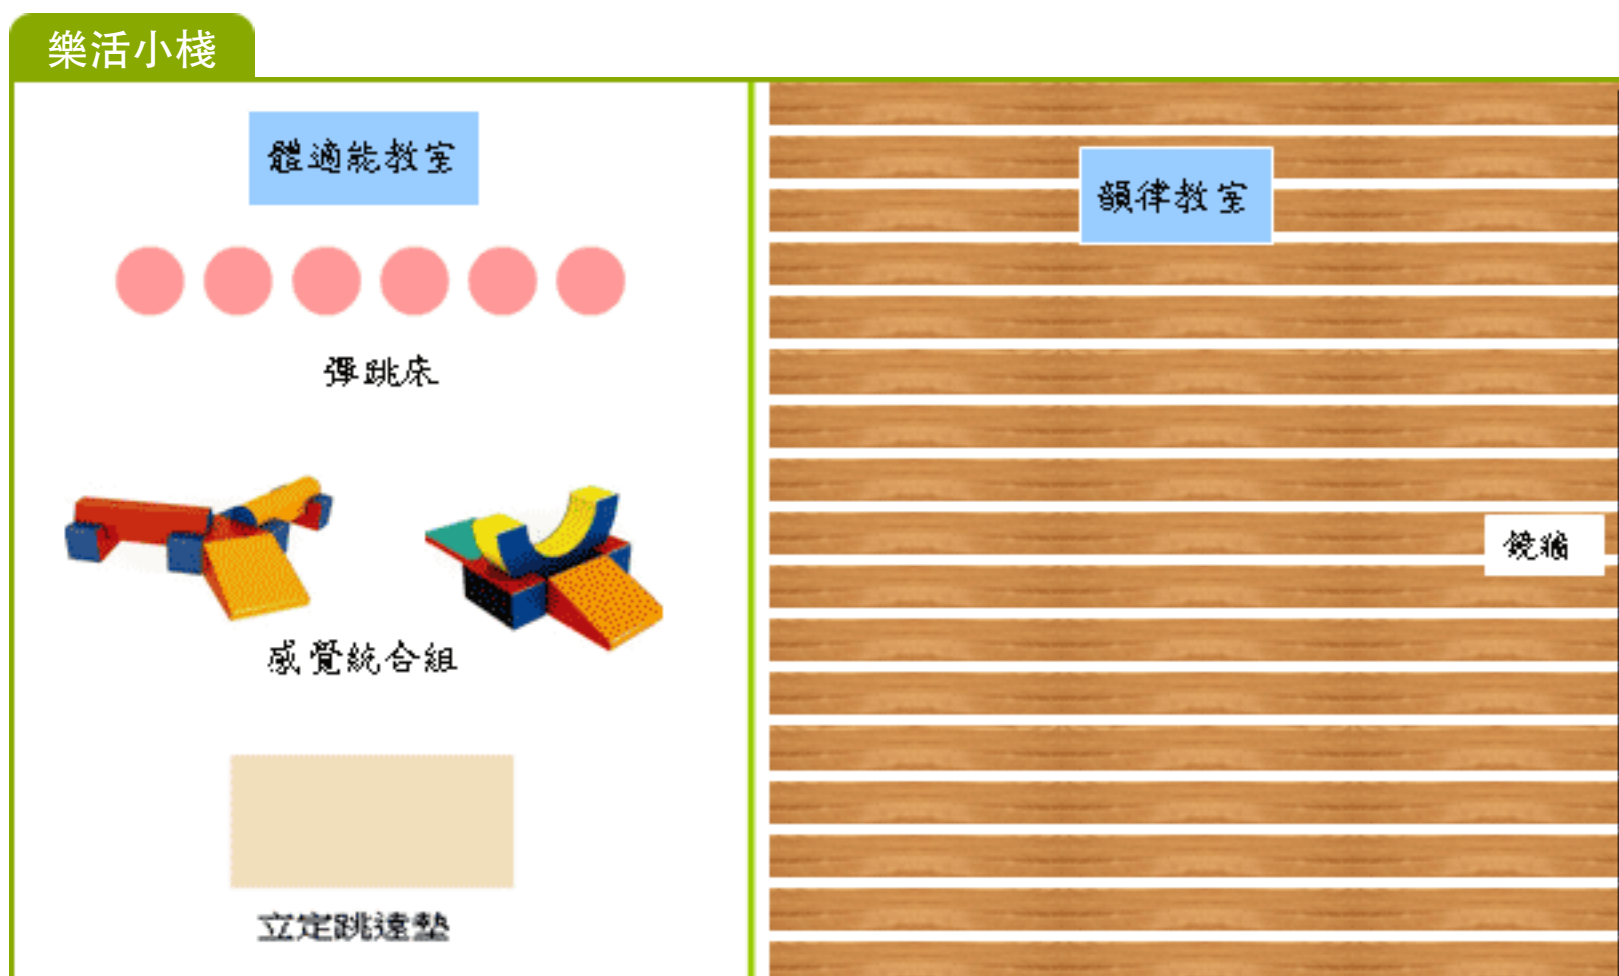 樂活小棧
體適能教室
彈跳床
感覺統合組
立定跳遠墊
韻律教室
鏡牆